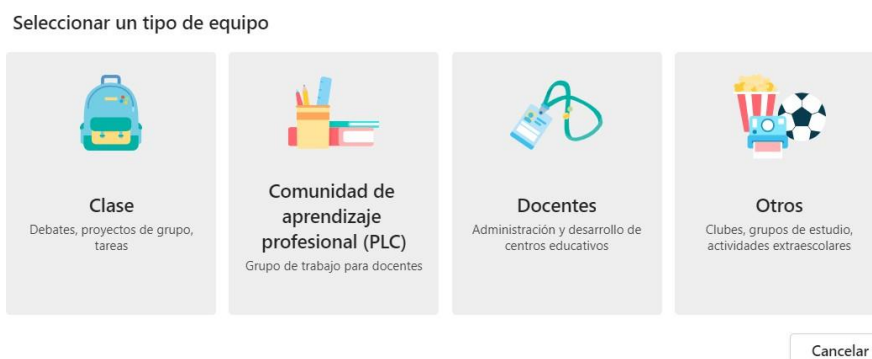 Seleccionar un tipo de equipo
Clase
Debates, proyectos de grupo,
tareas
Comunidad de
aprendizaje
profesional (PLC)
Grupo de trabajo para docentes
Docentes
Administración y desarrollo de
centros educativos
Otros
Clubes, grupos de estudio,
actividades extraescolares
Cancelar